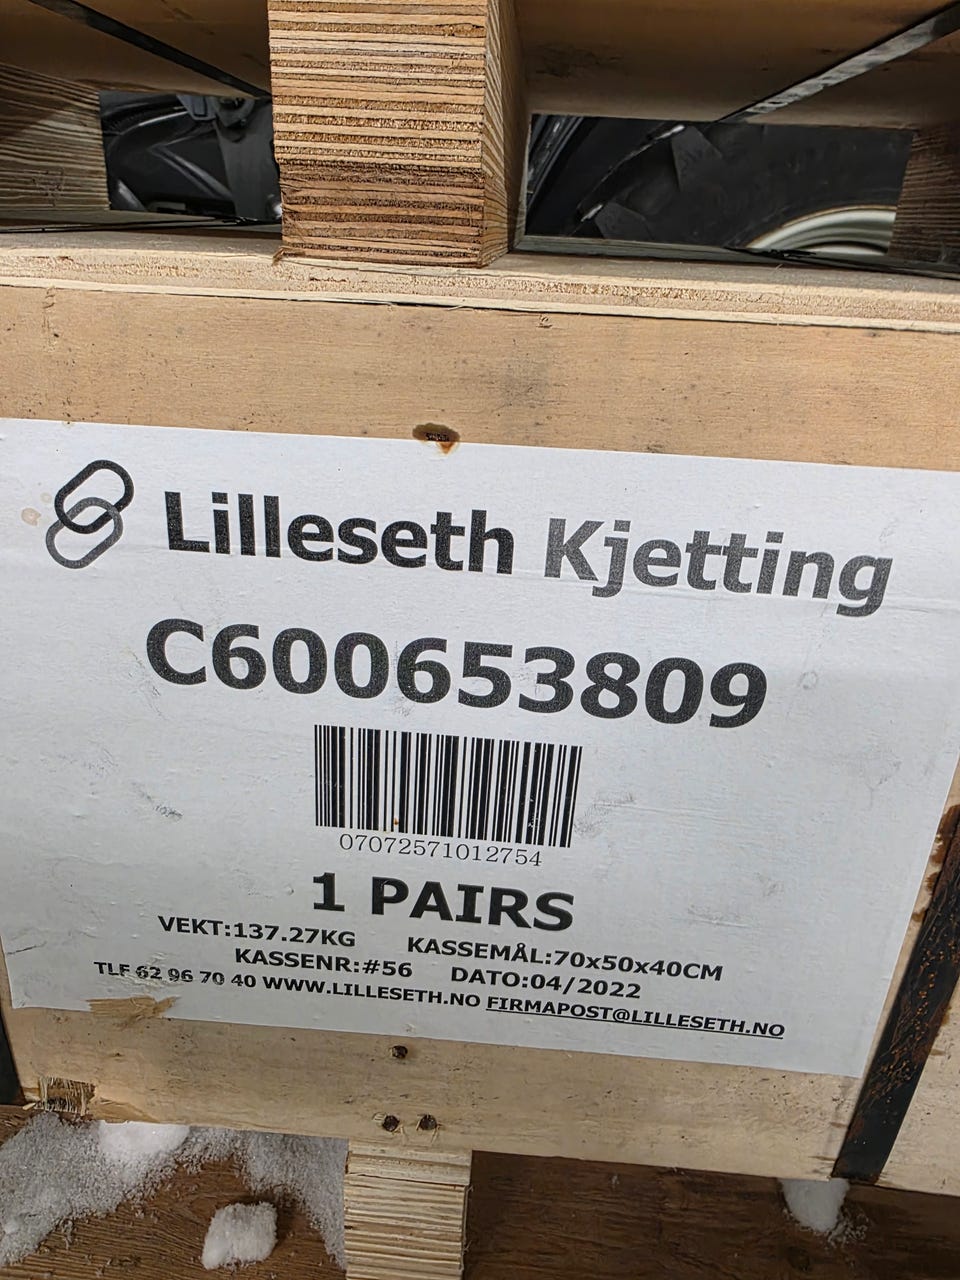 Lilleseth Kjetting
C600653809
07072571012754
1 PAIRS
VEKT:137.27KG KASSEMÅL:70x50x40CM
KASSENR:#56 DATO:04/2022
TLF 62 96 70 40 WWW.LILLESETH.NO FIRMAPOST@LILLESETH.NO